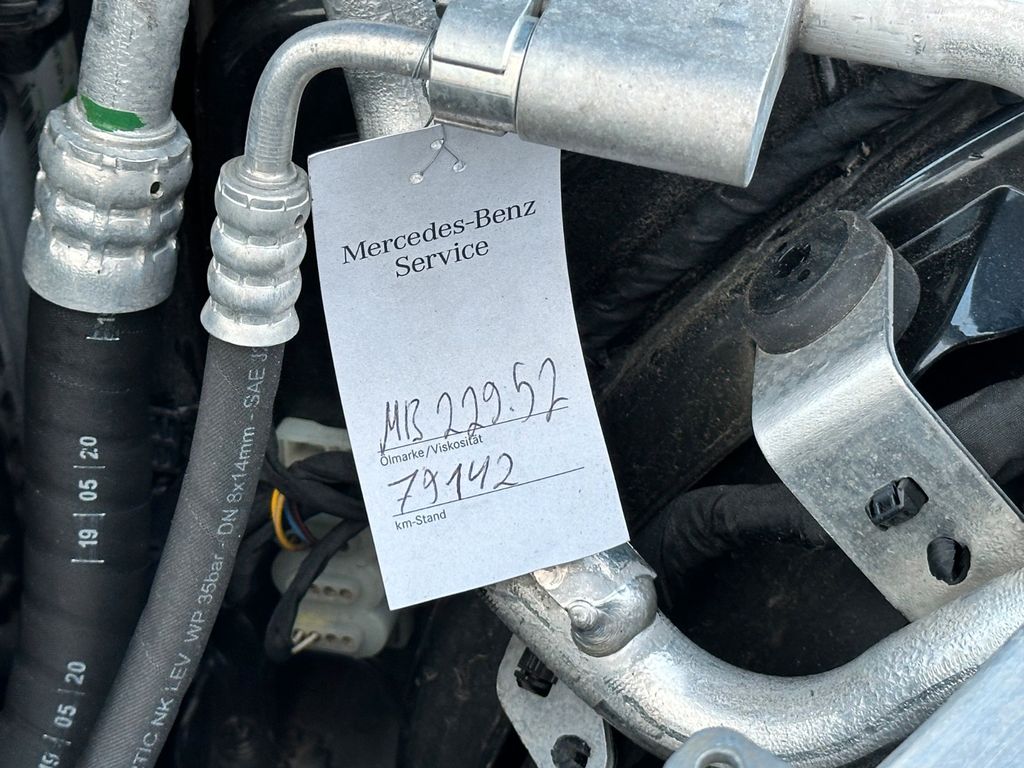 Mercedes-Benz
Service
MB 229.52
Ölmarke/Viskosität
79142
km-Stand
19 | 05 | 20
05 | 20
TIC NK LEV WP 35bar - DN 8x14mm - SAE